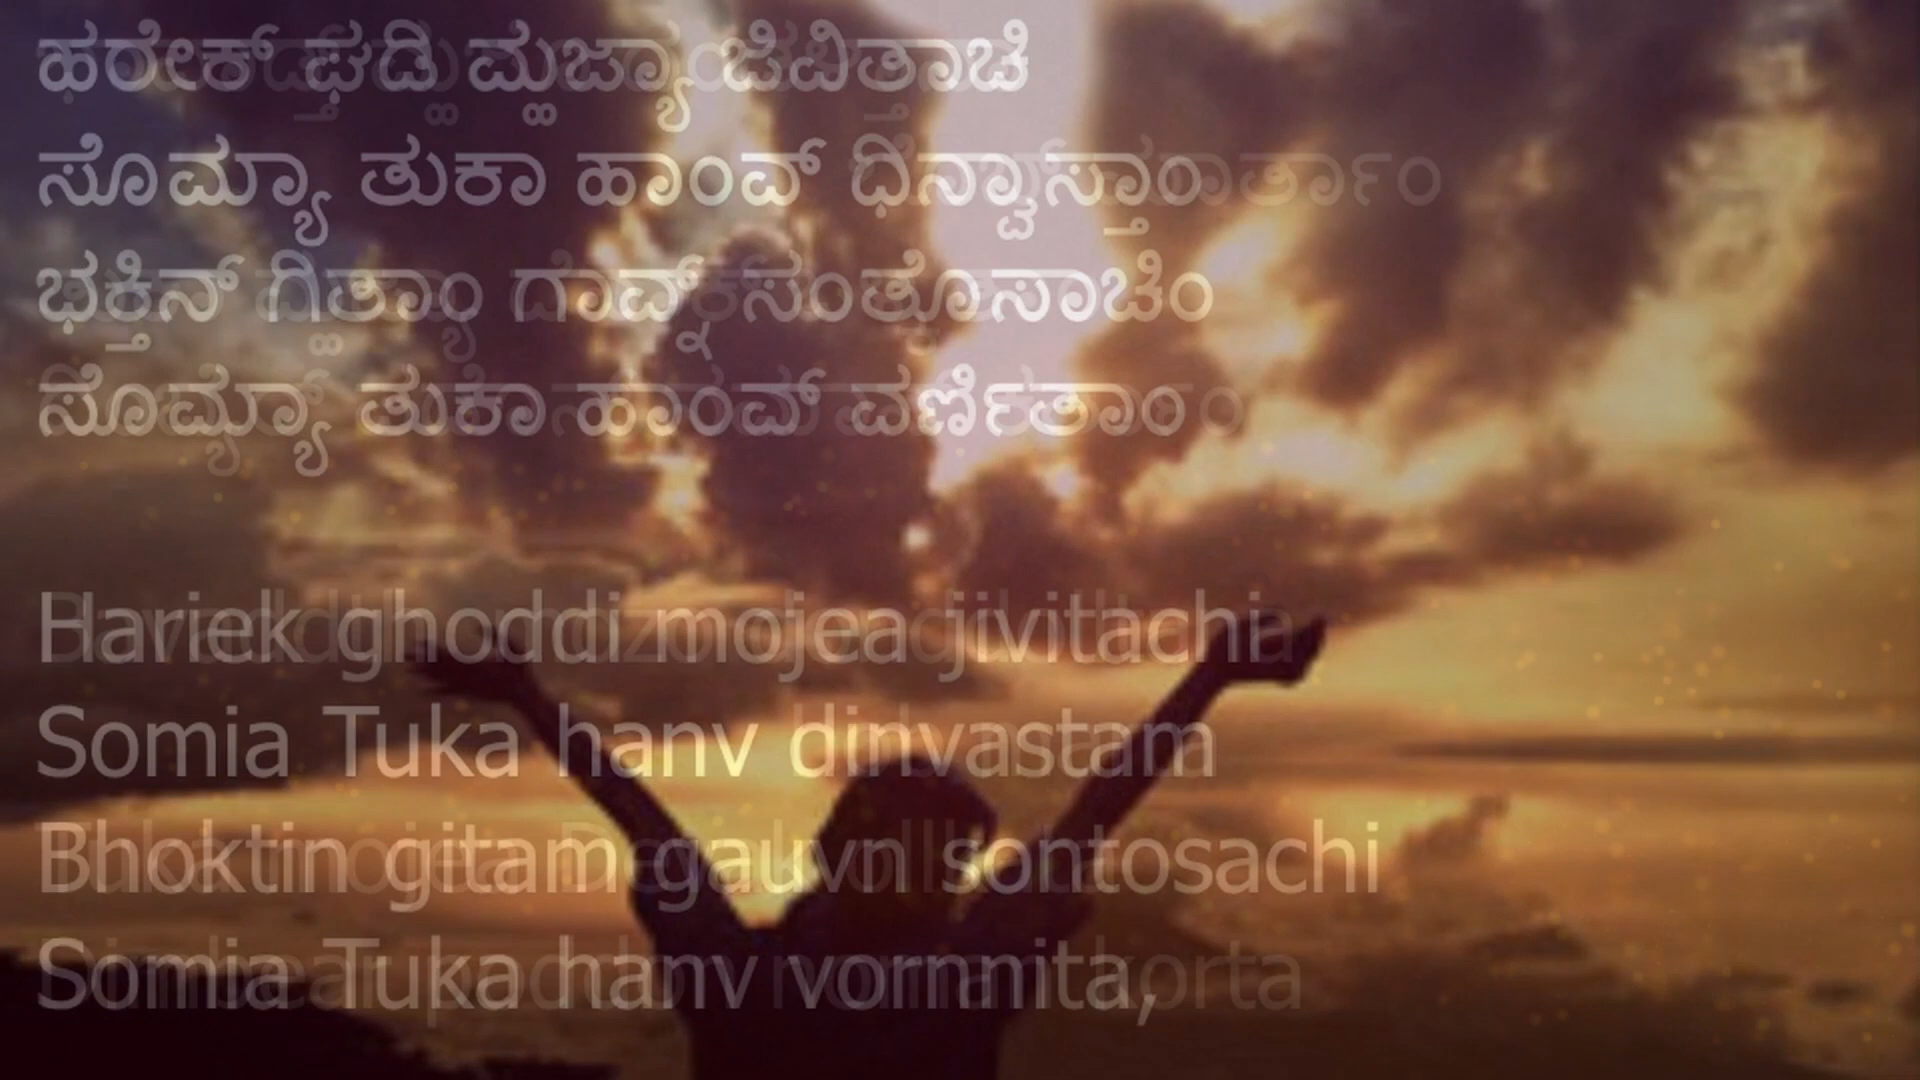 ಹರೇಕ್ ಘಡಿ ಮ್ಹಜ್ಯಾ ಜಿವಿತಾಚೆ
ಸೊಮ್ಯಾ ತುಕಾ ಹಾಂವ್ ಧಿನ್ವಾಸ್ತಾಂ
ಭಕ್ತಿನ್ ಗಿತಾಂ ಗಾವ್ನ್ ಸಂತೊಸಾಚಿಂ
ಸೊಮ್ಯಾ ತುಕಾ ಹಾಂವ್ ವರ್ಣಿತಾಂ
Hariek ghoddi mojea jivitachi
Somia Tuka hanv dinvastam
Bhoktin gitam gauvn sontosachi
Somia Tuka hanv vornnita,